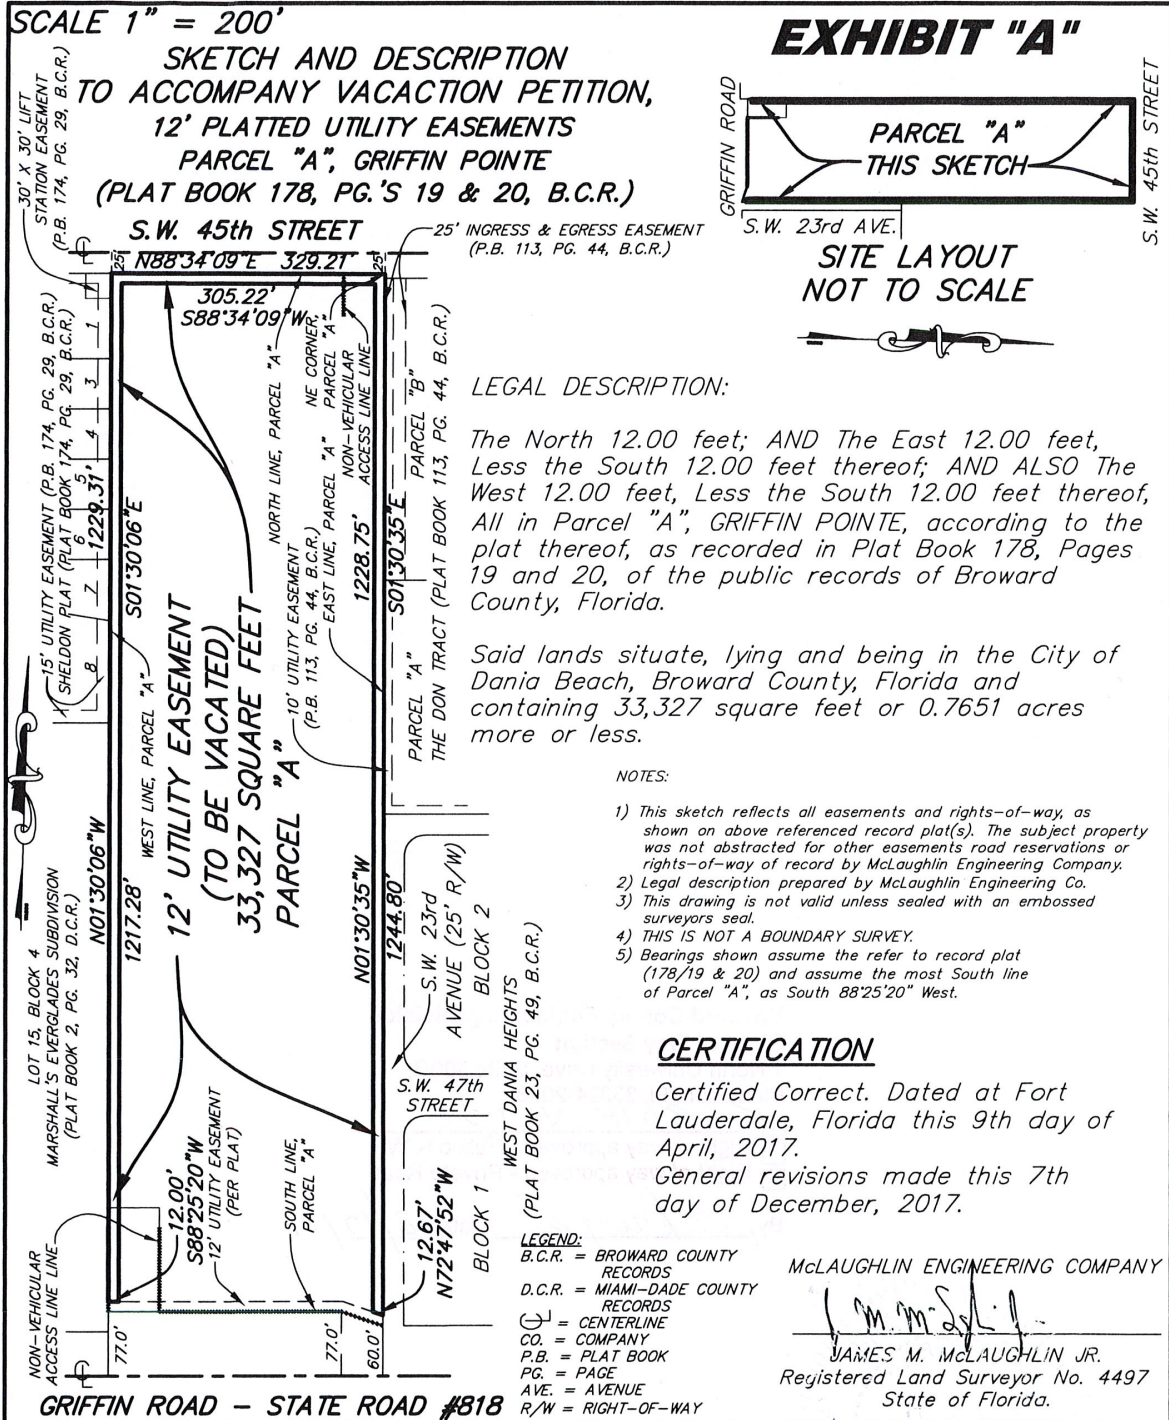 SCALE 1" = 200'
SKETCH AND DESCRIPTION
TO ACCOMPANY VACACTION PETITION,
12' PLATTED UTILITY EASEMENTS
PARCEL "A", GRIFFIN POINTE
(PLAT BOOK 178, PG.'S 19 & 20, B.C.R.)
EXHIBIT "A"
GRIFFIN ROAD
PARCEL "A"
THIS SKETCH
S.W. 45th STREET
S.W. 23rd AVE.
SITE LAYOUT
NOT TO SCALE
30' X 30' LIFT
STATION EASEMENT
(P.B. 174, PG. 29, B.C.R.)
S.W. 45th STREET
25' INGRESS & EGRESS EASEMENT
(P.B. 113, PG. 44, B.C.R.)
25'
N88°34'09"E 329.21'
25'
305.22'
S88°34'09"W
15' UTILITY EASEMENT (P.B. 174, PG. 29, B.C.R.)
SHELDON PLAT (PLAT BOOK 174, PG. 29, B.C.R.)
1
3
4
5
6
7
8
1229.31'
S01°30'06"E
WEST LINE, PARCEL "A"
NORTH LINE, PARCEL "A"
NE CORNER,
PARCEL "A"
NON-VEHICULAR
ACCESS LINE LINE
EAST LINE, PARCEL "A"
1228.75'
S01°30'35"E
10' UTILITY EASEMENT
(P.B. 113, PG. 44, B.C.R.)
PARCEL "B"
PARCEL "A"
THE DON TRACT (PLAT BOOK 113, PG. 44, B.C.R.)
12' UTILITY EASEMENT
(TO BE VACATED)
33,327 SQUARE FEET
PARCEL "A"
N01°30'06"W
1217.28'
N01°30'35"W
1244.80'
LOT 15, BLOCK 4
MARSHALL'S EVERGLADES SUBDIVISION
(PLAT BOOK 2, PG. 32, D.C.R.)
S.W. 23rd
AVENUE (25' R/W)
BLOCK 2
S.W. 47th
STREET
WEST DANIA HEIGHTS
(PLAT BOOK 23, PG. 49, B.C.R.)
BLOCK 1
12.00'
S88°25'20"W
12' UTILITY EASEMENT
(PER PLAT)
SOUTH LINE,
PARCEL "A"
12.67'
N72°47'52"W
NON-VEHICULAR
ACCESS LINE LINE
77.0'
77.0'
60.0'
GRIFFIN ROAD - STATE ROAD #818
LEGAL DESCRIPTION:
The North 12.00 feet; AND The East 12.00 feet,
Less the South 12.00 feet thereof; AND ALSO The
West 12.00 feet, Less the South 12.00 feet thereof,
All in Parcel "A", GRIFFIN POINTE, according to the
plat thereof, as recorded in Plat Book 178, Pages
19 and 20, of the public records of Broward
County, Florida.
Said lands situate, lying and being in the City of
Dania Beach, Broward County, Florida and
containing 33,327 square feet or 0.7651 acres
more or less.
NOTES:
1) This sketch reflects all easements and rights-of-way, as
shown on above referenced record plat(s). The subject property
was not abstracted for other easements road reservations or
rights-of-way of record by McLaughlin Engineering Company.
2) Legal description prepared by McLaughlin Engineering Co.
3) This drawing is not valid unless sealed with an embossed
surveyors seal.
4) THIS IS NOT A BOUNDARY SURVEY.
5) Bearings shown assume the refer to record plat
(178/19 & 20) and assume the most South line
of Parcel "A", as South 88°25'20" West.
CERTIFICATION
Certified Correct. Dated at Fort
Lauderdale, Florida this 9th day of
April, 2017.
General revisions made this 7th
day of December, 2017.
LEGEND:
B.C.R. = BROWARD COUNTY
RECORDS
D.C.R. = MIAMI-DADE COUNTY
RECORDS
= CENTERLINE
CO. = COMPANY
P.B. = PLAT BOOK
PG. = PAGE
AVE. = AVENUE
R/W = RIGHT-OF-WAY
McLAUGHLIN ENGINEERING COMPANY
JAMES M. McLAUGHLIN JR.
Registered Land Surveyor No. 4497
State of Florida.